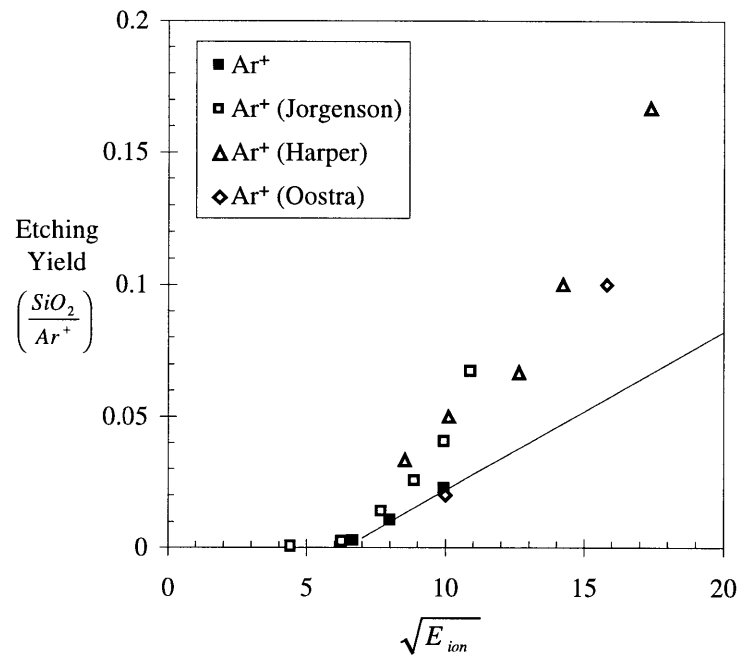 0.2
0.15
0.1
0.05
0
0
5
10
15
20
Ar⁺
Ar⁺ (Jorgenson)
Ar⁺ (Harper)
Ar⁺ (Oostra)
Etching
Yield
(SiO₂/Ar⁺)
√E_ion